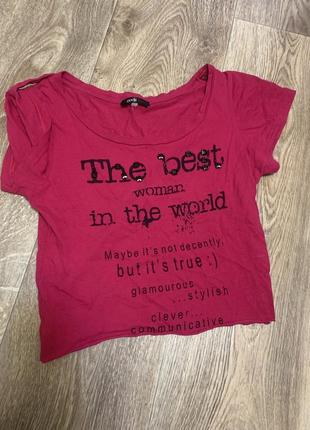 The best
woman
in the world
Maybe it's not decently,
but it's true :)
glamourous
...stylish
clever....
communicative